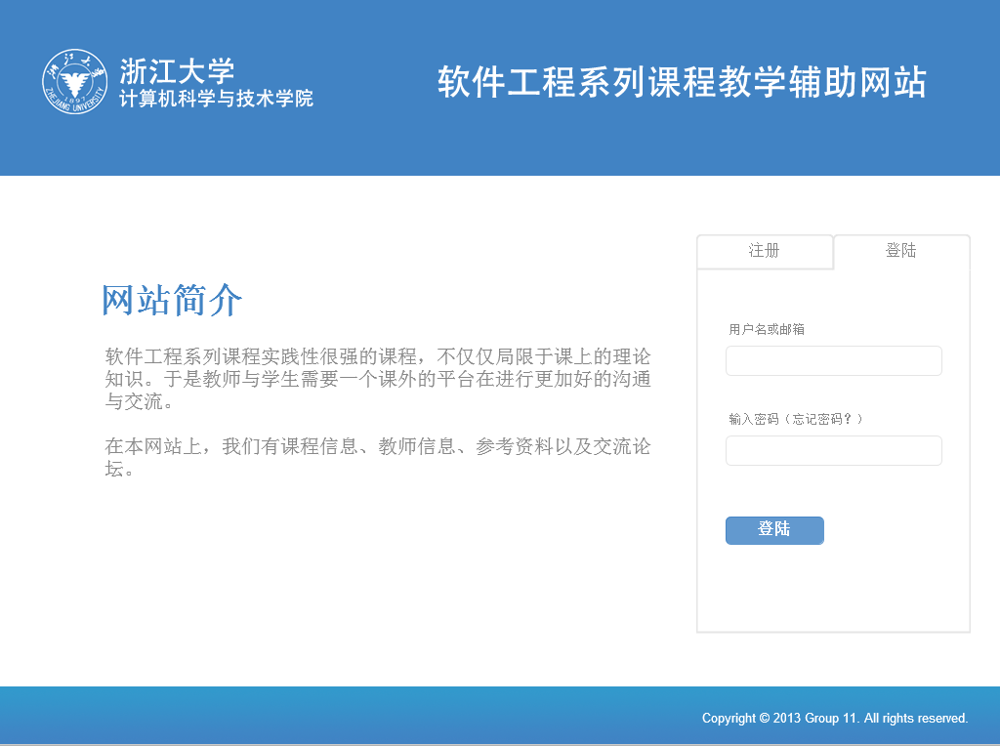 浙江大学
计算机科学与技术学院
浙江大学
ZHEJIANG UNIVERSITY
1897
软件工程系列课程教学辅助网站
注册
登陆
网站简介
软件工程系列课程实践性很强的课程，不仅仅局限于课上的理论
知识。于是教师与学生需要一个课外的平台在进行更加好的沟通
与交流。
在本网站上，我们有课程信息、教师信息、参考资料以及交流论
坛。
用户名或邮箱
输入密码（忘记密码？）
登陆
Copyright © 2013 Group 11. All rights reserved.